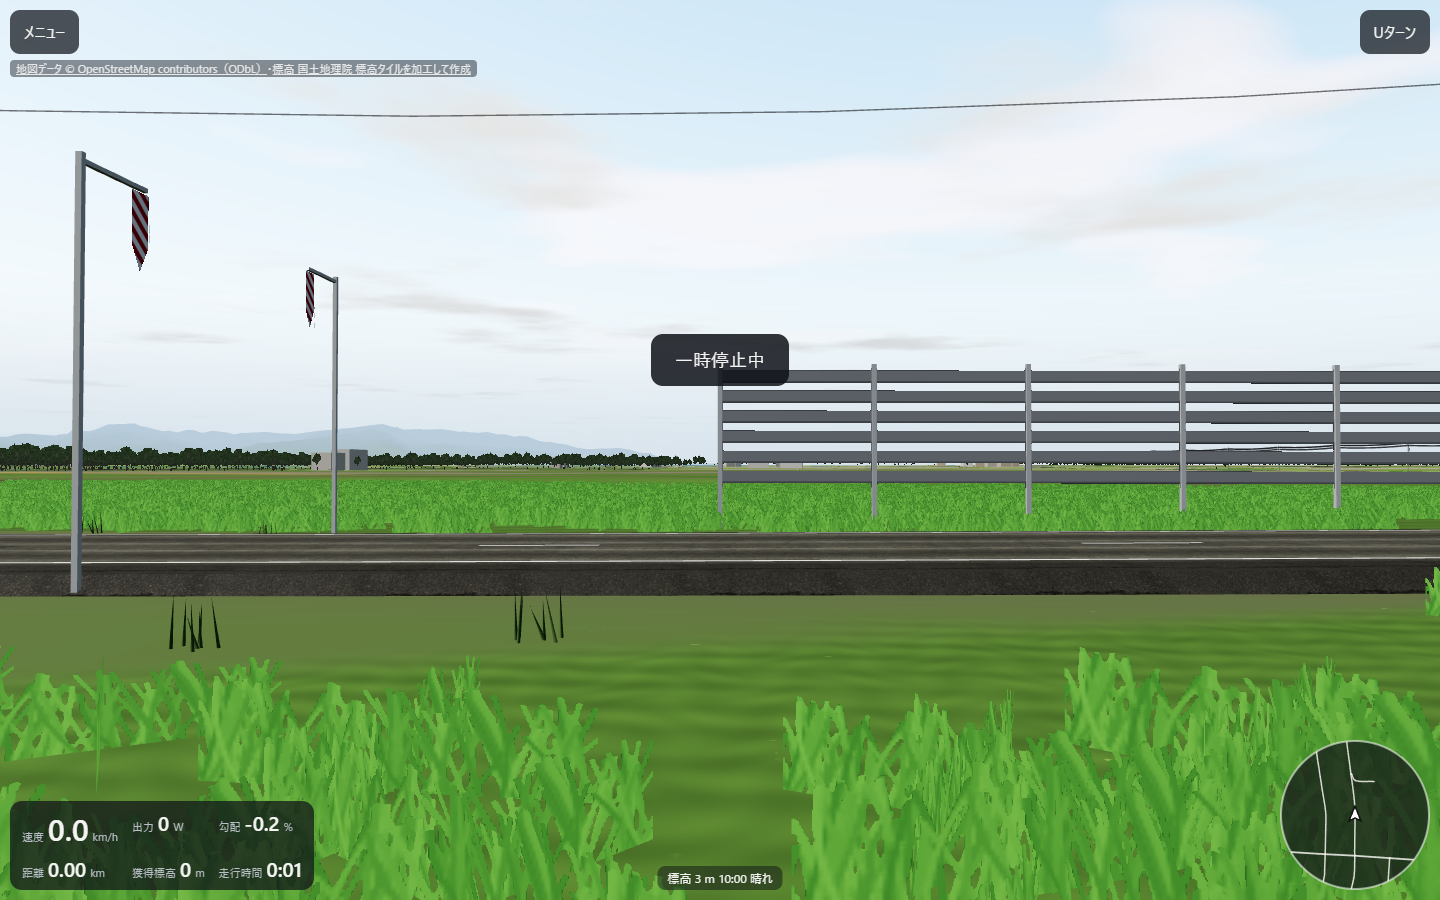 メニュー
Uターン
地図データ © OpenStreetMap contributors（ODbL）・標高 国土地理院 標高タイルを加工して作成
一時停止中
速度 0.0 km/h 出力 0 W 勾配 -0.2 %
距離 0.00 km 獲得標高 0 m 走行時間 0:01
標高 3 m 10:00 晴れ